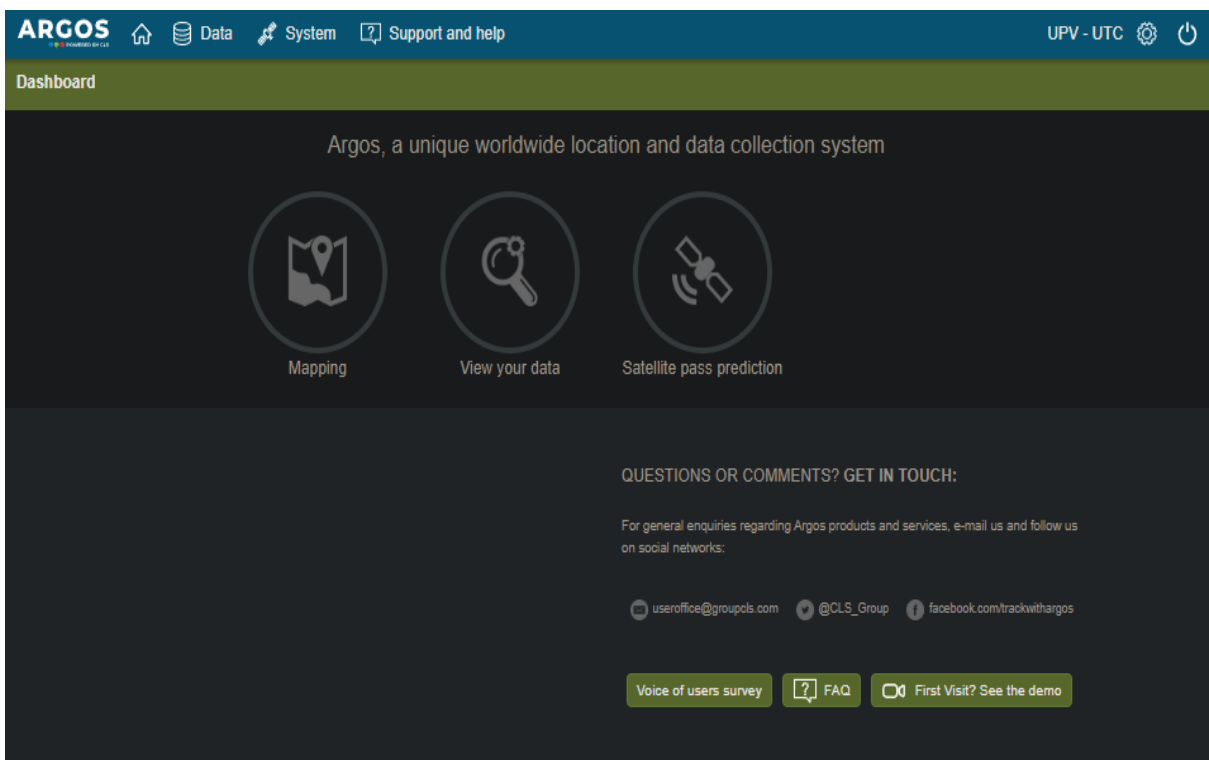 ARGOS
POWERED BY CLS
Data
System
Support and help
UPV - UTC
Dashboard
Argos, a unique worldwide location and data collection system
Mapping
View your data
Satellite pass prediction
QUESTIONS OR COMMENTS? GET IN TOUCH:
For general enquiries regarding Argos products and services, e-mail us and follow us
on social networks:
useroffice@groupcls.com
@CLS_Group
facebook.com/trackwithargos
Voice of users survey
FAQ
First Visit? See the demo